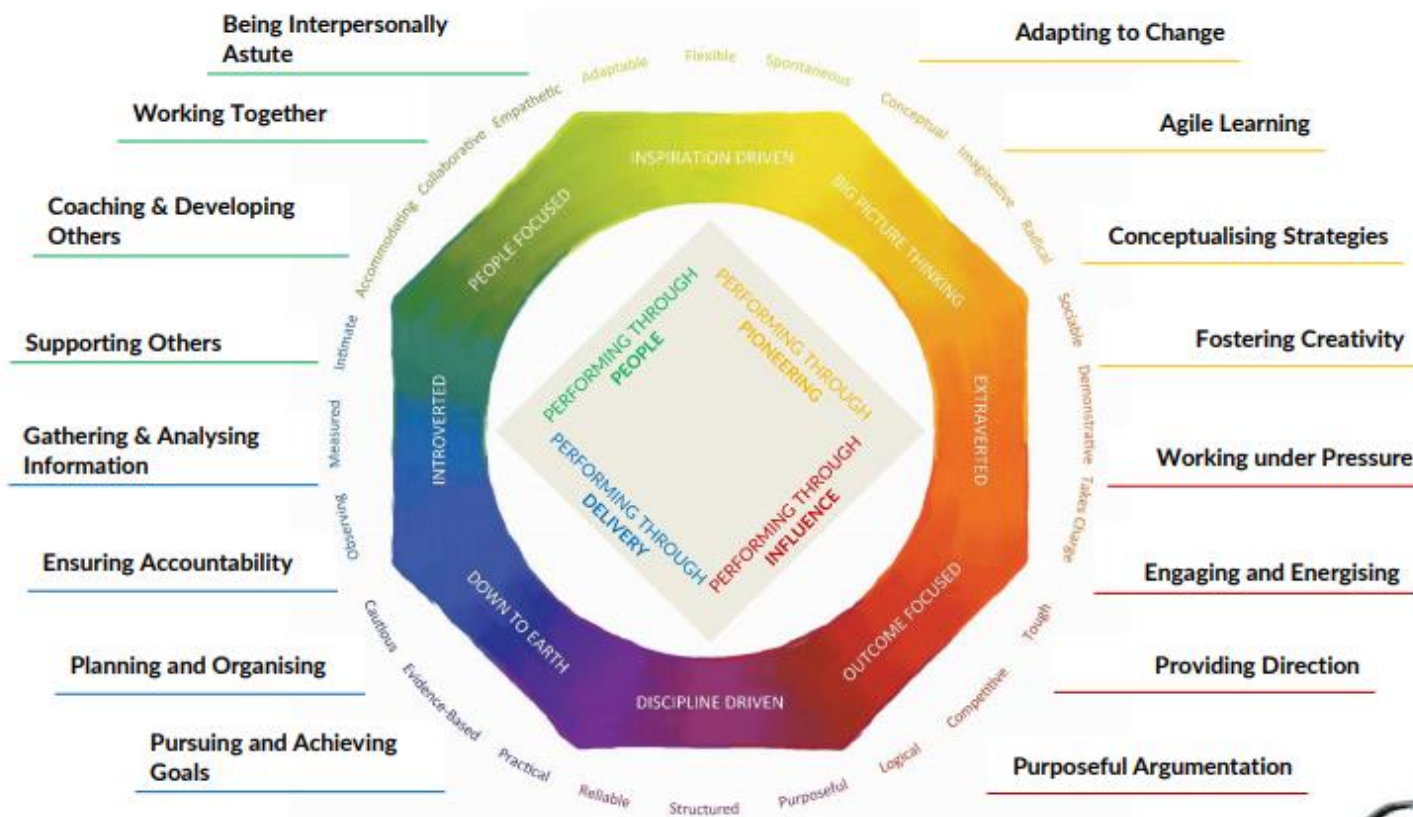 Being Interpersonally
Astute
Working Together
Coaching & Developing
Others
Supporting Others
Gathering & Analysing
Information
Ensuring Accountability
Planning and Organising
Pursuing and Achieving
Goals
Adaptable
Flexible
Spontaneous
Conceptual
Imaginative
Radical
Sociable
Demonstrative
Takes Charge
Tough
Competitive
Logical
Purposeful
Structured
Reliable
Practical
Evidence-Based
Cautious
Observing
Measured
Intimate
Accommodating
Collaborative
Empathetic
INSPIRATION DRIVEN
BIG PICTURE THINKING
EXTRAVERTED
OUTCOME FOCUSED
DISCIPLINE DRIVEN
DOWN TO EARTH
INTROVERTED
PEOPLE FOCUSED
PERFORMING THROUGH
PEOPLE
PERFORMING THROUGH
PIONEERING
PERFORMING THROUGH
DELIVERY
PERFORMING THROUGH
INFLUENCE
Adapting to Change
Agile Learning
Conceptualising Strategies
Fostering Creativity
Working under Pressure
Engaging and Energising
Providing Direction
Purposeful Argumentation